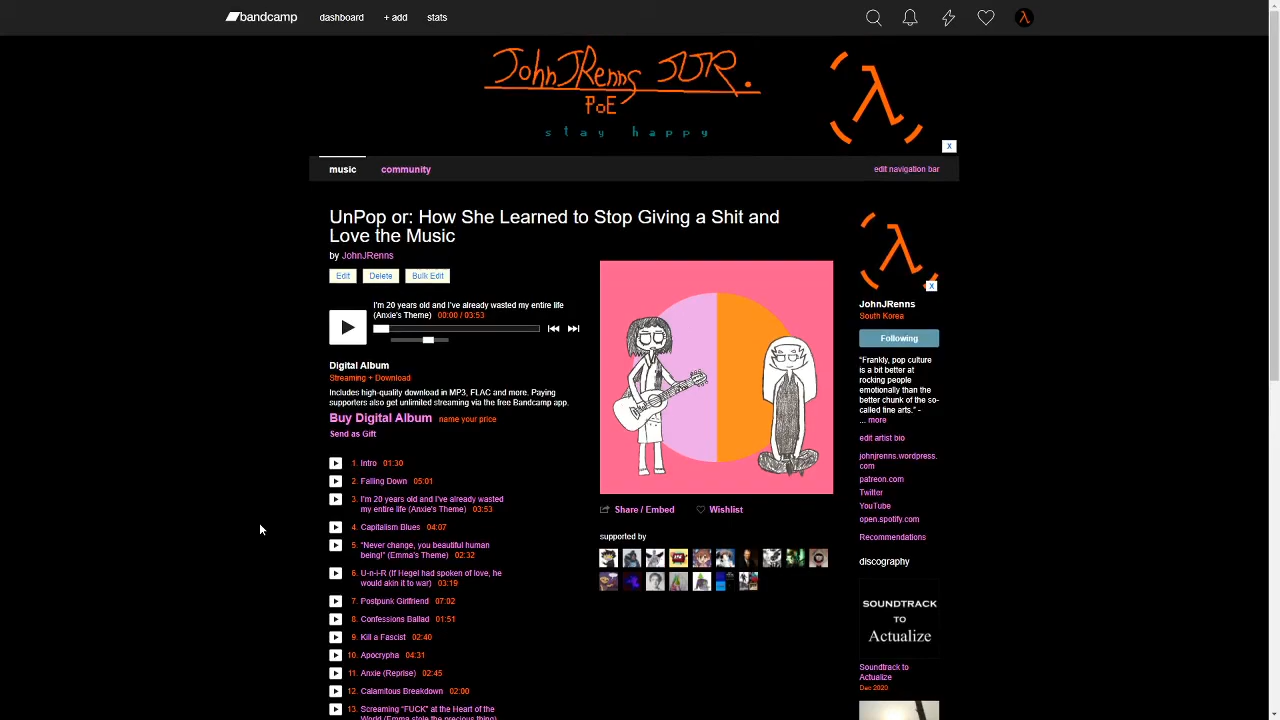 bandcamp dashboard + add stats
JohnJRenns JUR.
PoE
stay happy
λ
X
music community edit navigation bar
UnPop or: How She Learned to Stop Giving a Shit and
Love the Music
by JohnJRenns
Edit Delete Bulk Edit
I'm 20 years old and I've already wasted my entire life
(Anxie's Theme) 00:00 / 03:53
Digital Album
Streaming + Download
Includes high-quality download in MP3, FLAC and more. Paying
supporters also get unlimited streaming via the free Bandcamp app.
Buy Digital Album name your price
Send as Gift
1. Intro 01:30
2. Falling Down 05:01
3. I'm 20 years old and I've already wasted
my entire life (Anxie's Theme) 03:53
4. Capitalism Blues 04:07
5. "Never change, you beautiful human
being!" (Emma's Theme) 02:32
6. U-n-i-R (If Hegel had spoken of love, he
would akin it to war) 03:19
7. Postpunk Girlfriend 07:02
8. Confessions Ballad 01:51
9. Kill a Fascist 02:40
10. Apocrypha 04:31
11. Anxie (Reprise) 02:45
12. Calamitous Breakdown 02:00
13. Screaming "FUCK" at the Heart of the
World (Emma stole the precious thing)
Share / Embed Wishlist
supported by
λ
X
JohnJRenns
South Korea
Following
"Frankly, pop culture
is a bit better at
rocking people
emotionally than the
better chunk of the so-
called fine arts." -
... more
edit artist bio
johnjrenns.wordpress.
com
patreon.com
Twitter
YouTube
open.spotify.com
Recommendations
discography
SOUNDTRACK
TO
Actualize
Soundtrack to
Actualize
Dec 2020